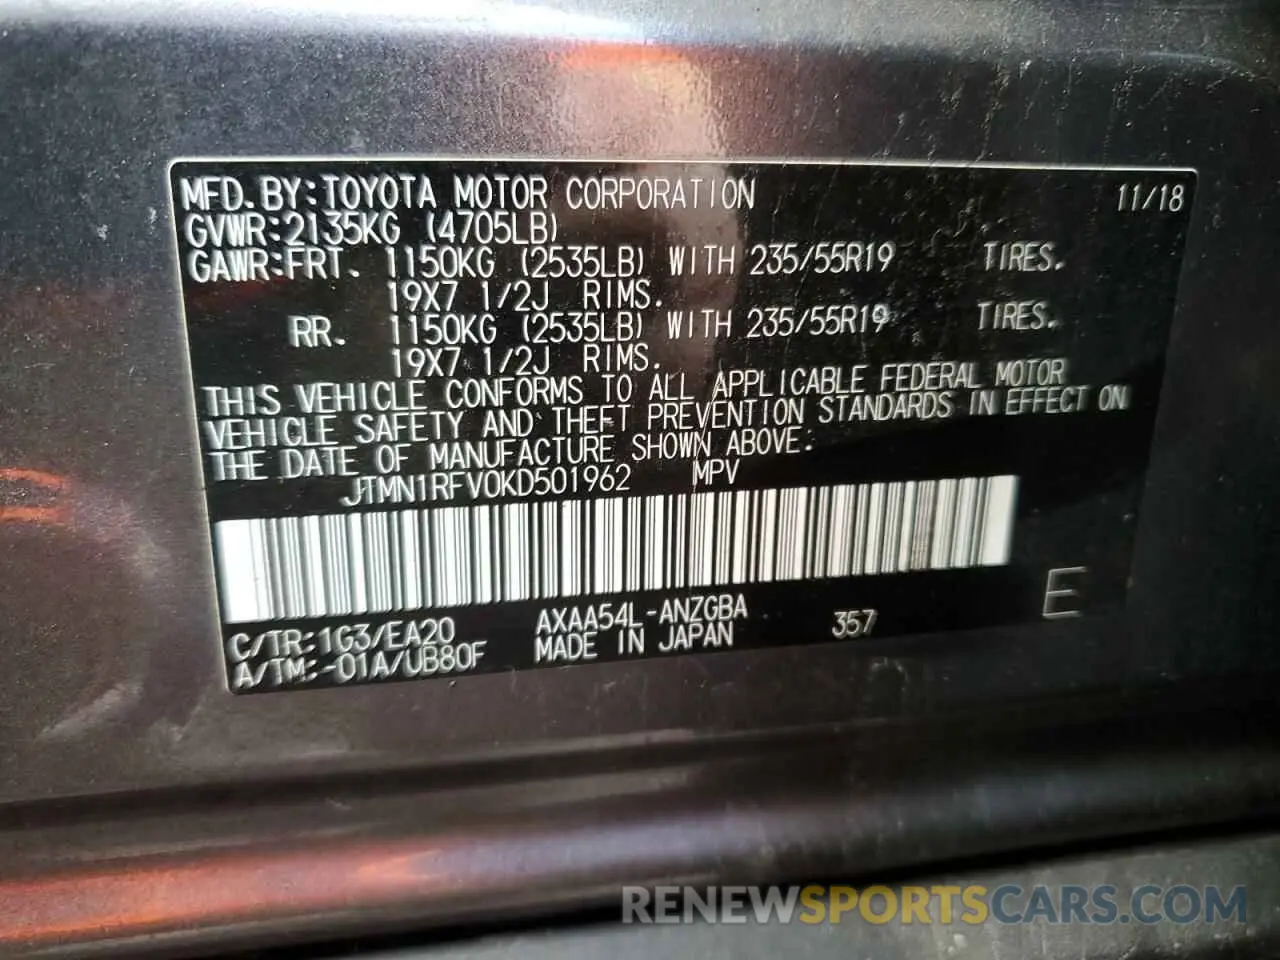 MFD. BY: TOYOTA MOTOR CORPORATION 11/18
GVWR: 2135KG (4705LB)
GAWR: FRT. 1150KG (2535LB) WITH 235/55R19 TIRES.
19X7 1/2J RIMS.
RR. 1150KG (2535LB) WITH 235/55R19 TIRES.
19X7 1/2J RIMS.
THIS VEHICLE CONFORMS TO ALL APPLICABLE FEDERAL MOTOR
VEHICLE SAFETY AND THEFT PREVENTION STANDARDS IN EFFECT ON
THE DATE OF MANUFACTURE SHOWN ABOVE.
JTMN1RFV0KD501962 MPV
C/TR: 1G3/EA20 AXAA54L-ANZGBA 357 E
A/TM: -01A/UB80F MADE IN JAPAN
RENEWSPORTSCARS.COM